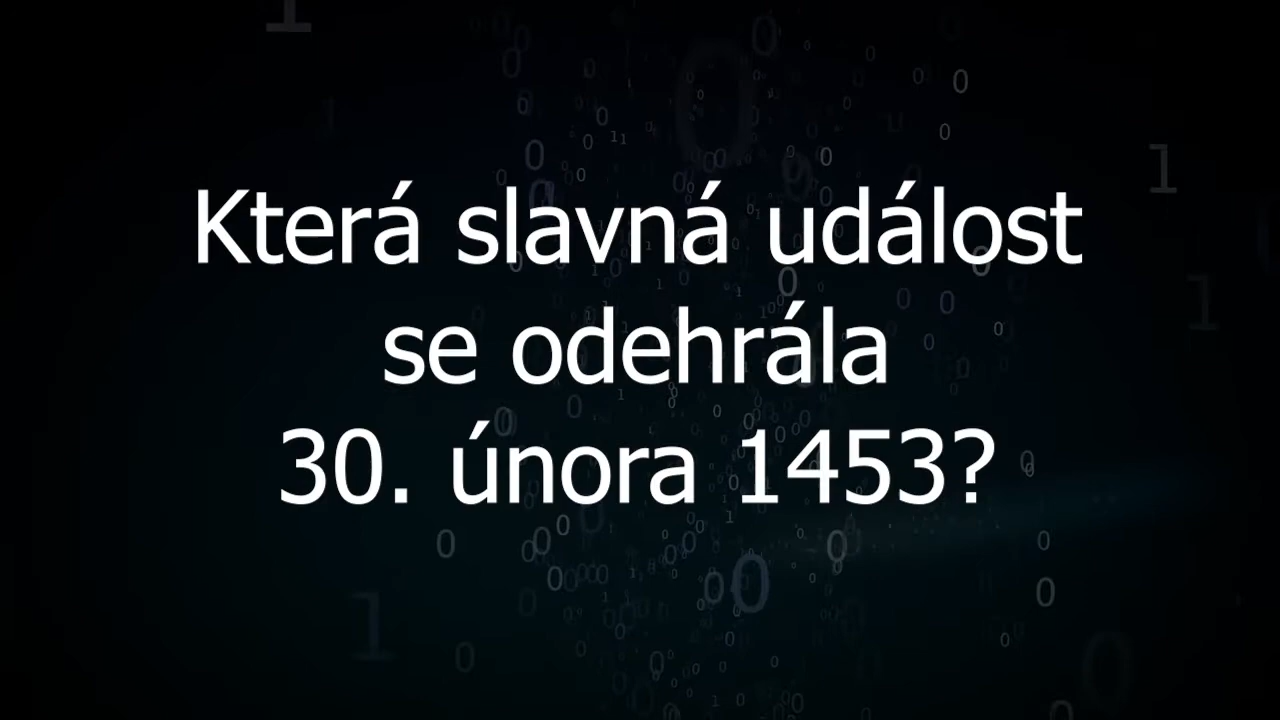 Která slavná událost
se odehrála
30. února 1453?